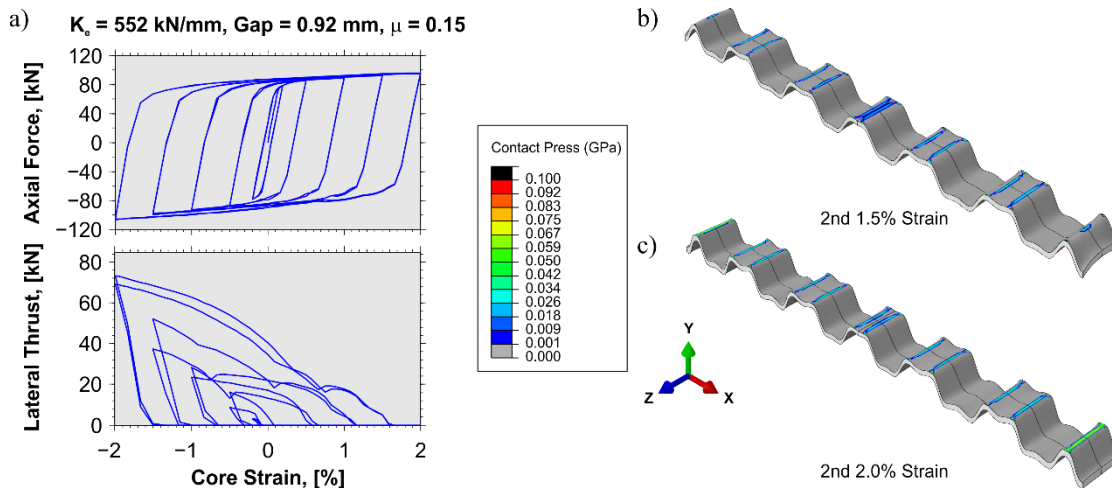 a)
Kₑ = 552 kN/mm, Gap = 0.92 mm, μ = 0.15
120
80
40
0
−40
−80
−120
Axial Force, [kN]
80
60
40
20
0
Lateral Thrust, [kN]
−2 −1 0 1 2
Core Strain, [%]
Contact Press (GPa)
0.100
0.092
0.083
0.075
0.067
0.059
0.050
0.042
0.034
0.026
0.018
0.009
0.001
0.000
b)
2nd 1.5% Strain
c)
Y
Z X
2nd 2.0% Strain